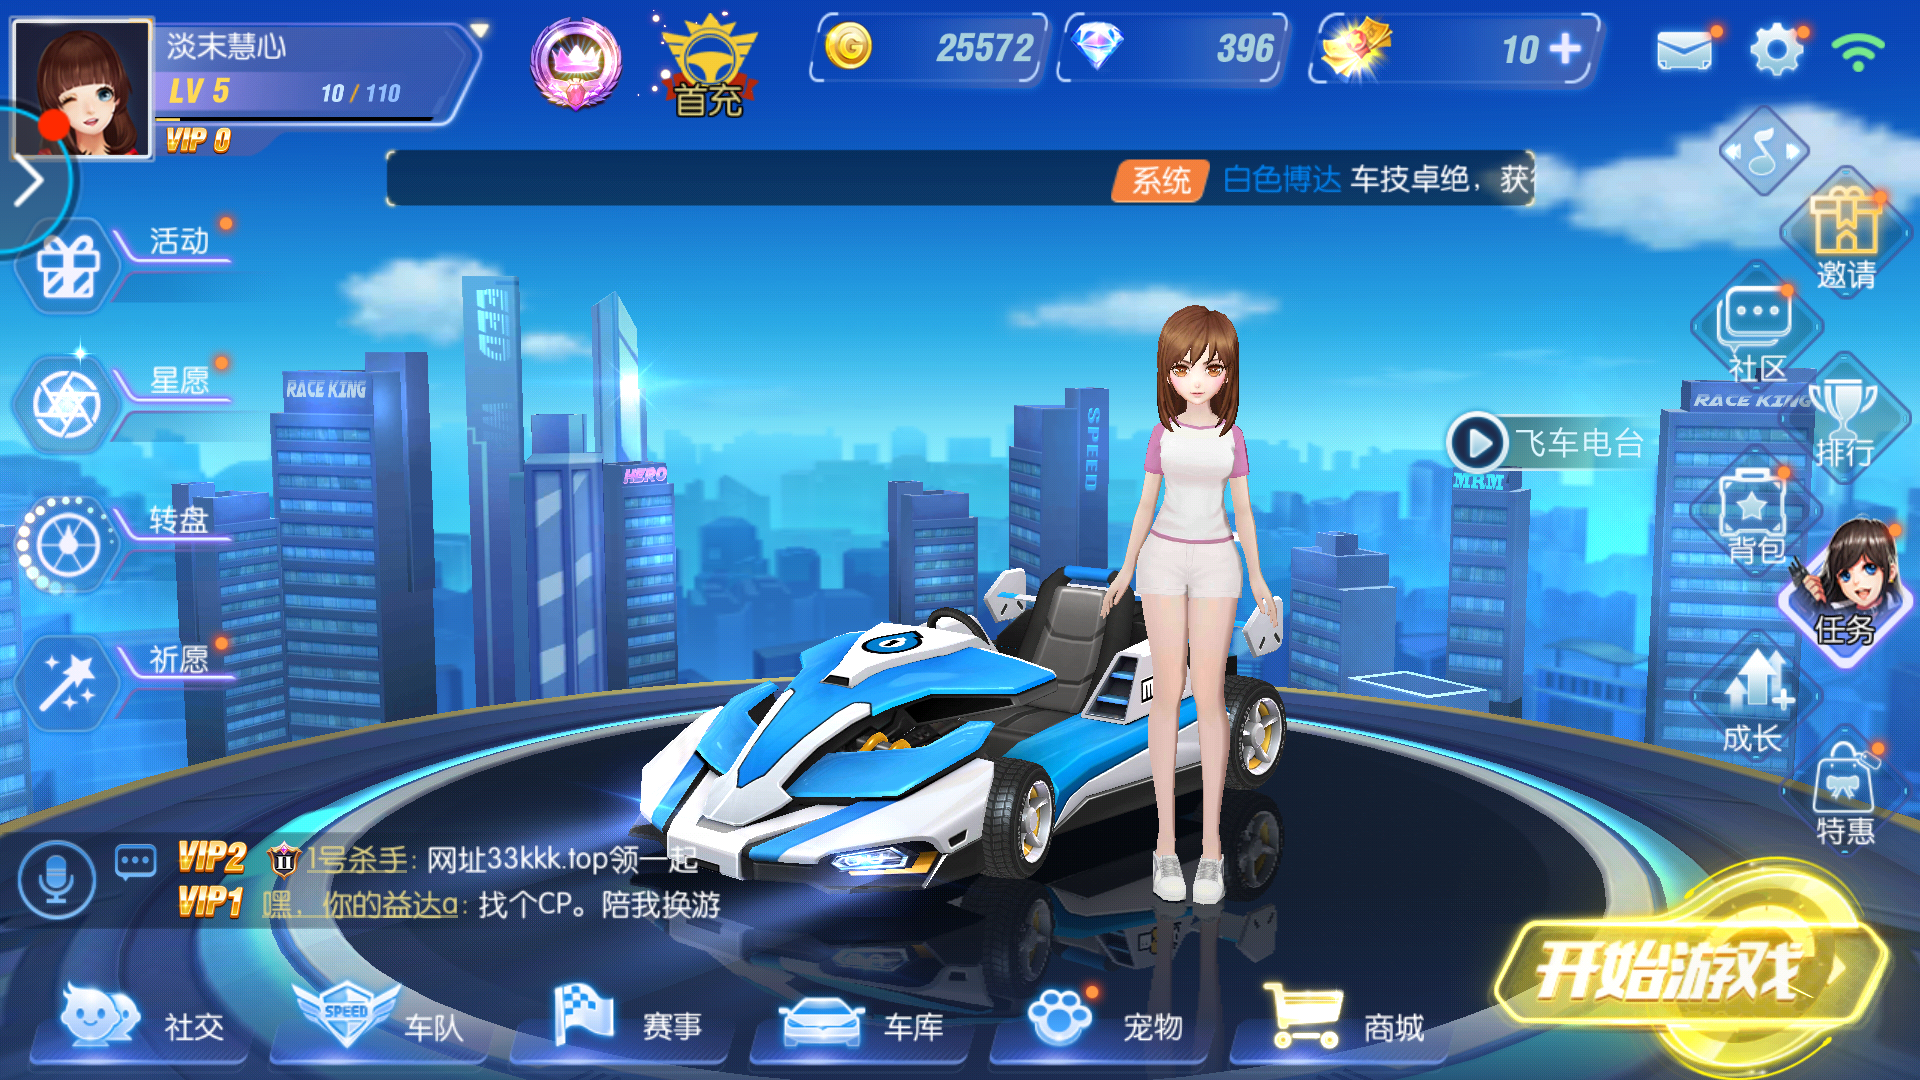 淡末慧心
LV 5
10 / 110
VIP 0
首充
25572
396
10
系统 白色博达 车技卓绝，获
活动
星愿
转盘
祈愿
邀请
社区
排行
背包
任务
成长
特惠
飞车电台
RACE KING
SPEED
HERO
RACE KING
MRM
VIP2 1号杀手: 网址33kkk.top领一起
VIP1 嘿，你的益达a: 找个CP。陪我换游
开始游戏
社交
SPEED
车队
赛事
车库
宠物
商城